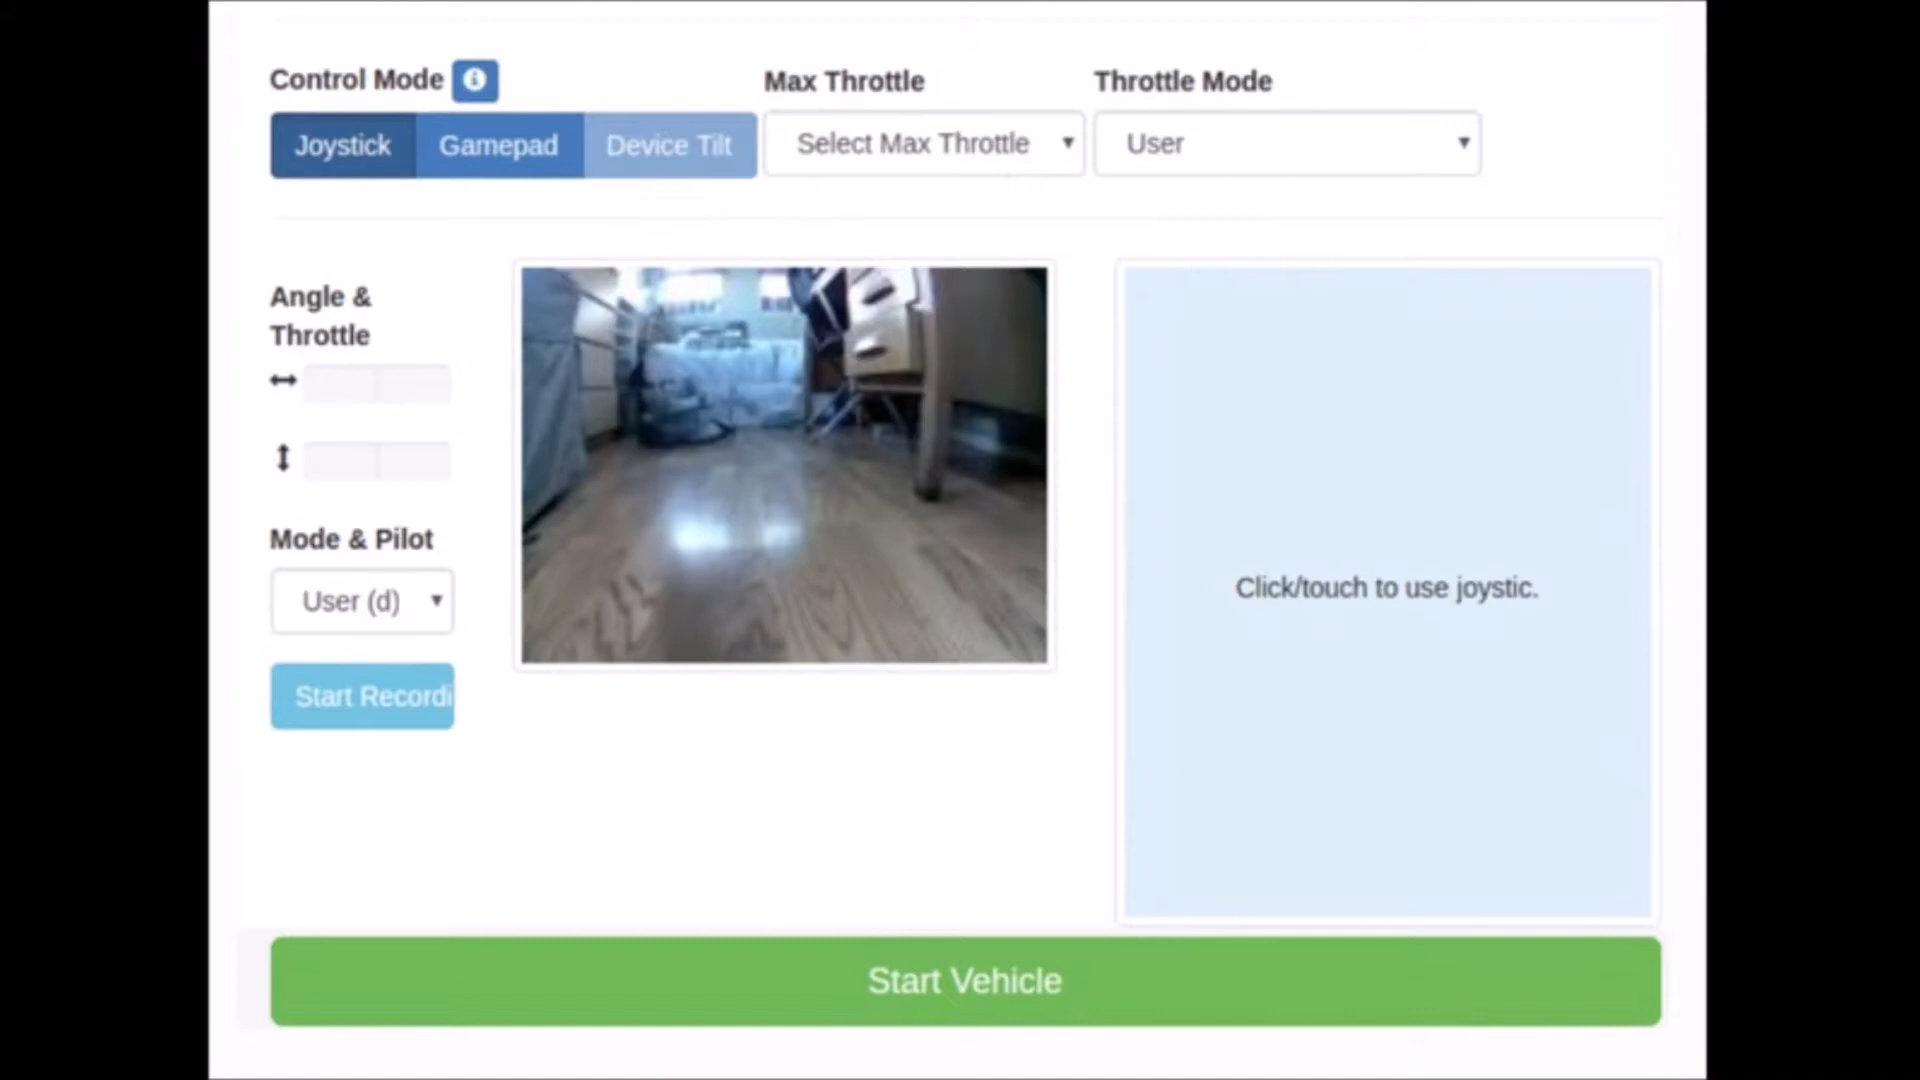 Control Mode
Max Throttle
Throttle Mode
Joystick
Gamepad
Device Tilt
Select Max Throttle
User
Angle &
Throttle
Mode & Pilot
User (d)
Start Recordi
Click/touch to use joystic.
Start Vehicle